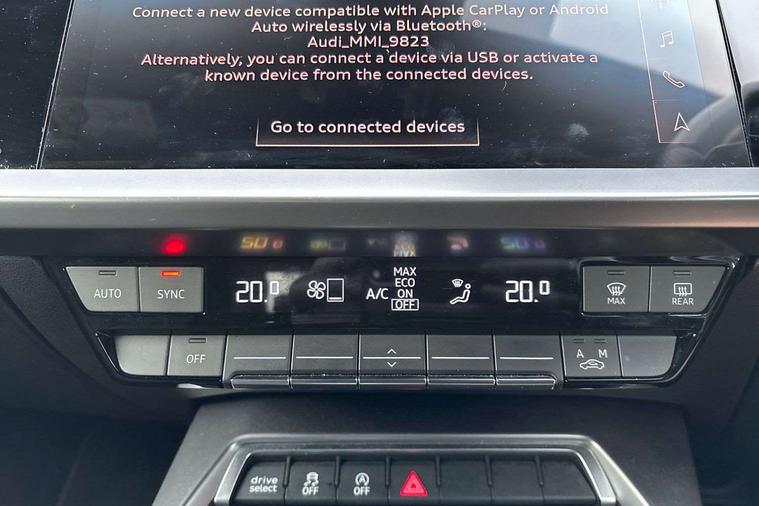 Connect a new device compatible with Apple CarPlay or Android
Auto wirelessly via Bluetooth®:
Audi_MMI_9823
Alternatively, you can connect a device via USB or activate a
known device from the connected devices.
Go to connected devices
AUTO
SYNC
20.0
A/C
MAX
ECO
ON
OFF
20.0
MAX
REAR
OFF
A M
drive
select
OFF
A
OFF